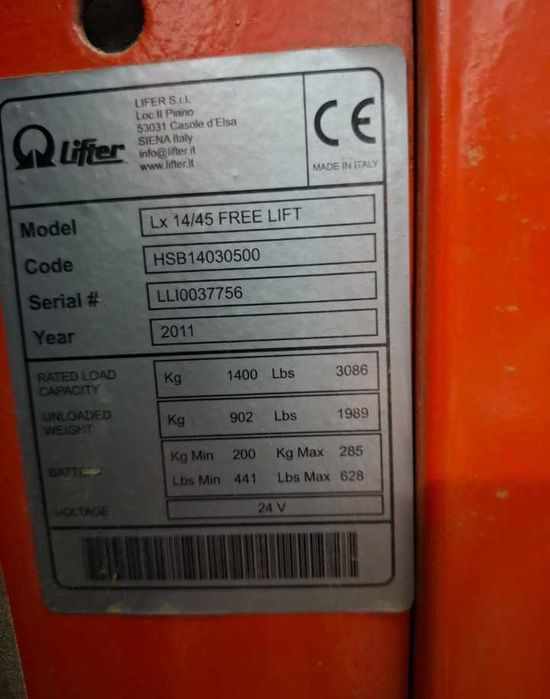 Lifter
LIFER S.r.L
Loc II Piano
53031 Casole d'Elsa
SIENA Italy
info@lifter.it
www.lifter.it
CE
MADE IN ITALY
Model Lx 14/45 FREE LIFT
Code HSB14030500
Serial # LLI0037756
Year 2011
RATED LOAD CAPACITY Kg 1400 Lbs 3086
UNLOADED WEIGHT Kg 902 Lbs 1989
BATTERY Kg Min 200 Kg Max 285
Lbs Min 441 Lbs Max 628
VOLTAGE 24 V